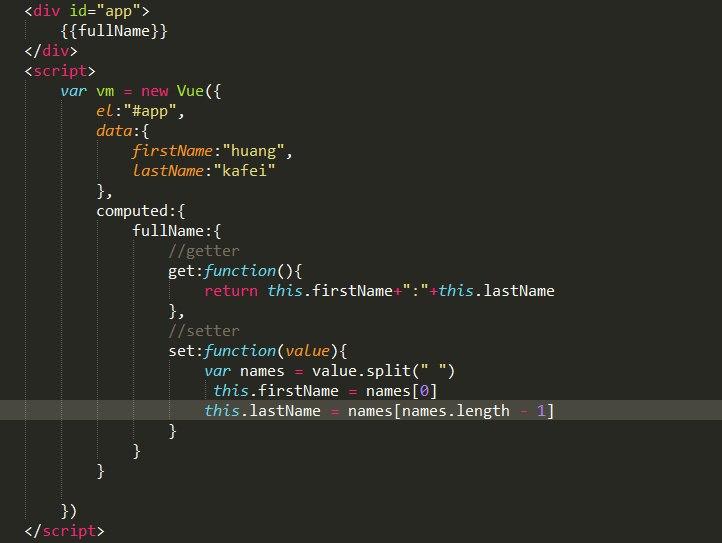 <div id="app">
    {{fullName}}
</div>
<script>
    var vm = new Vue({
        el:"#app",
        data:{
            firstName:"huang",
            lastName:"kafei"
        },
        computed:{
            fullName:{
                //getter
                get:function(){
                    return this.firstName+":"+this.lastName
                },
                //setter
                set:function(value){
                    var names = value.split(" ")
                     this.firstName = names[0]
                    this.lastName = names[names.length - 1]
                }
            }
        }

    })
</script>